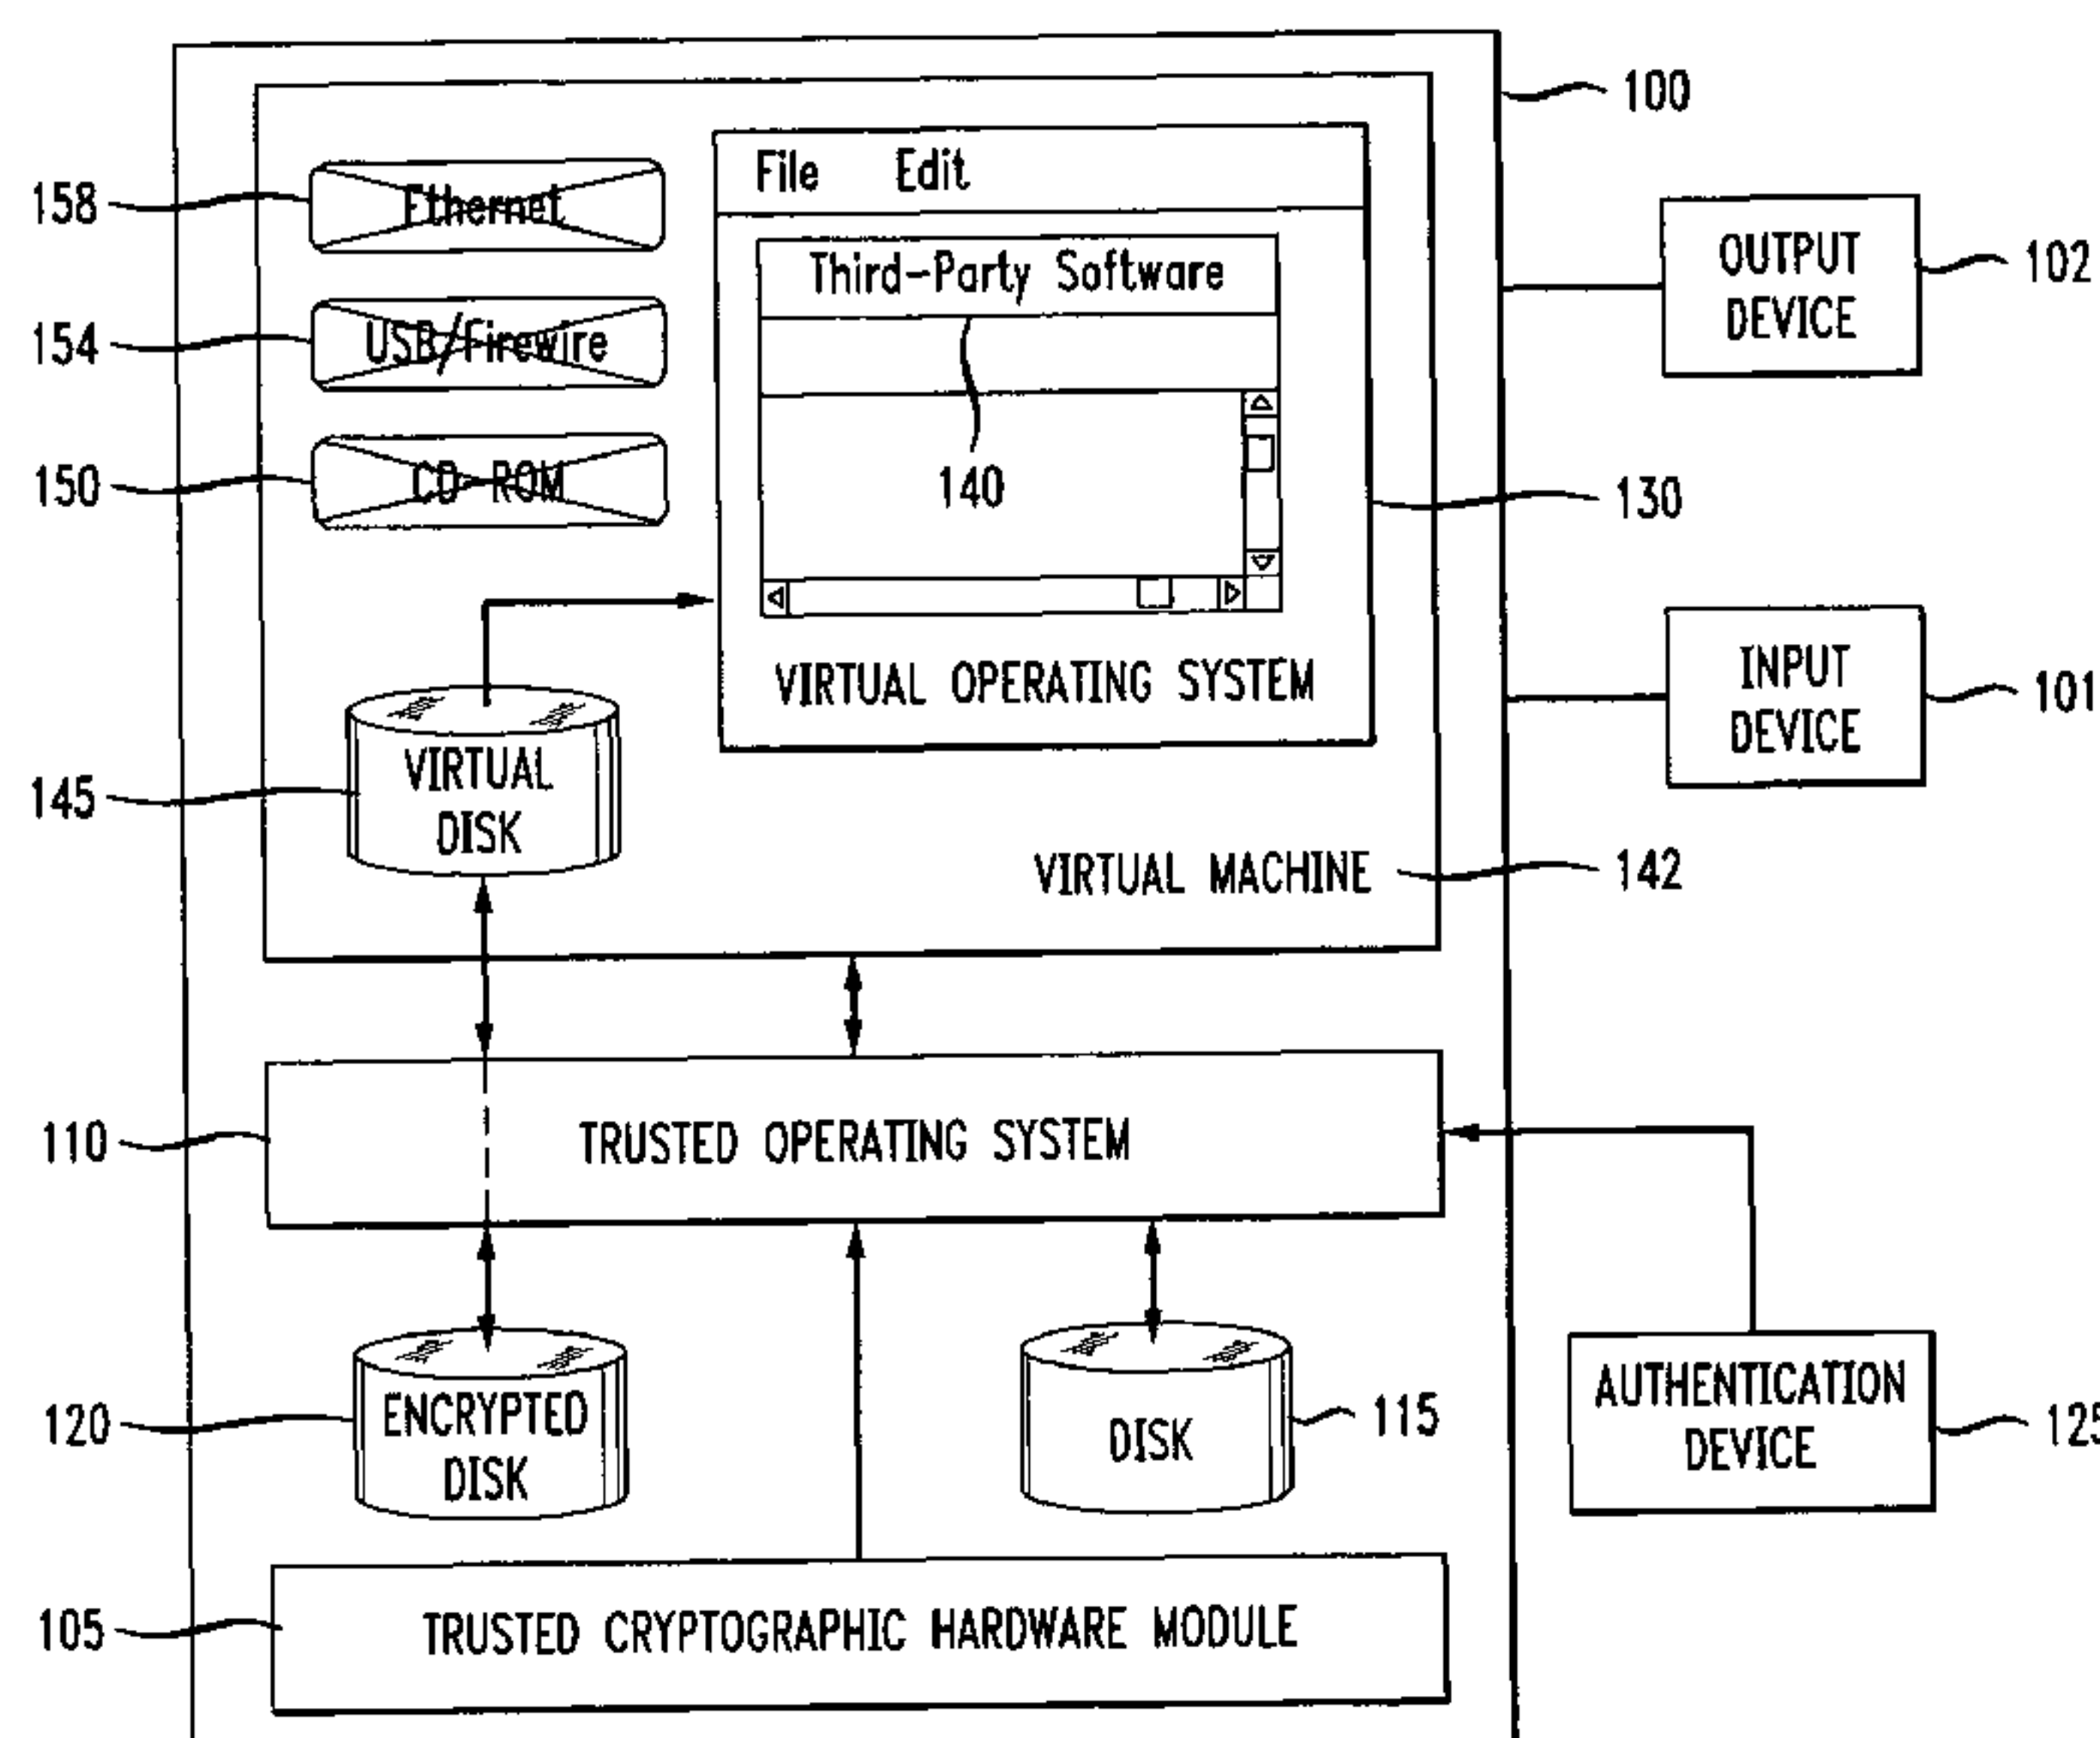 100
File Edit
158
Ethernet
Third-Party Software
OUTPUT
DEVICE
102
154
USB/Firewire
150
CD-ROM
140
130
VIRTUAL OPERATING SYSTEM
INPUT
DEVICE
101
145
VIRTUAL
DISK
VIRTUAL MACHINE
142
110
TRUSTED OPERATING SYSTEM
120
ENCRYPTED
DISK
DISK
115
AUTHENTICATION
DEVICE
125
105
TRUSTED CRYPTOGRAPHIC HARDWARE MODULE